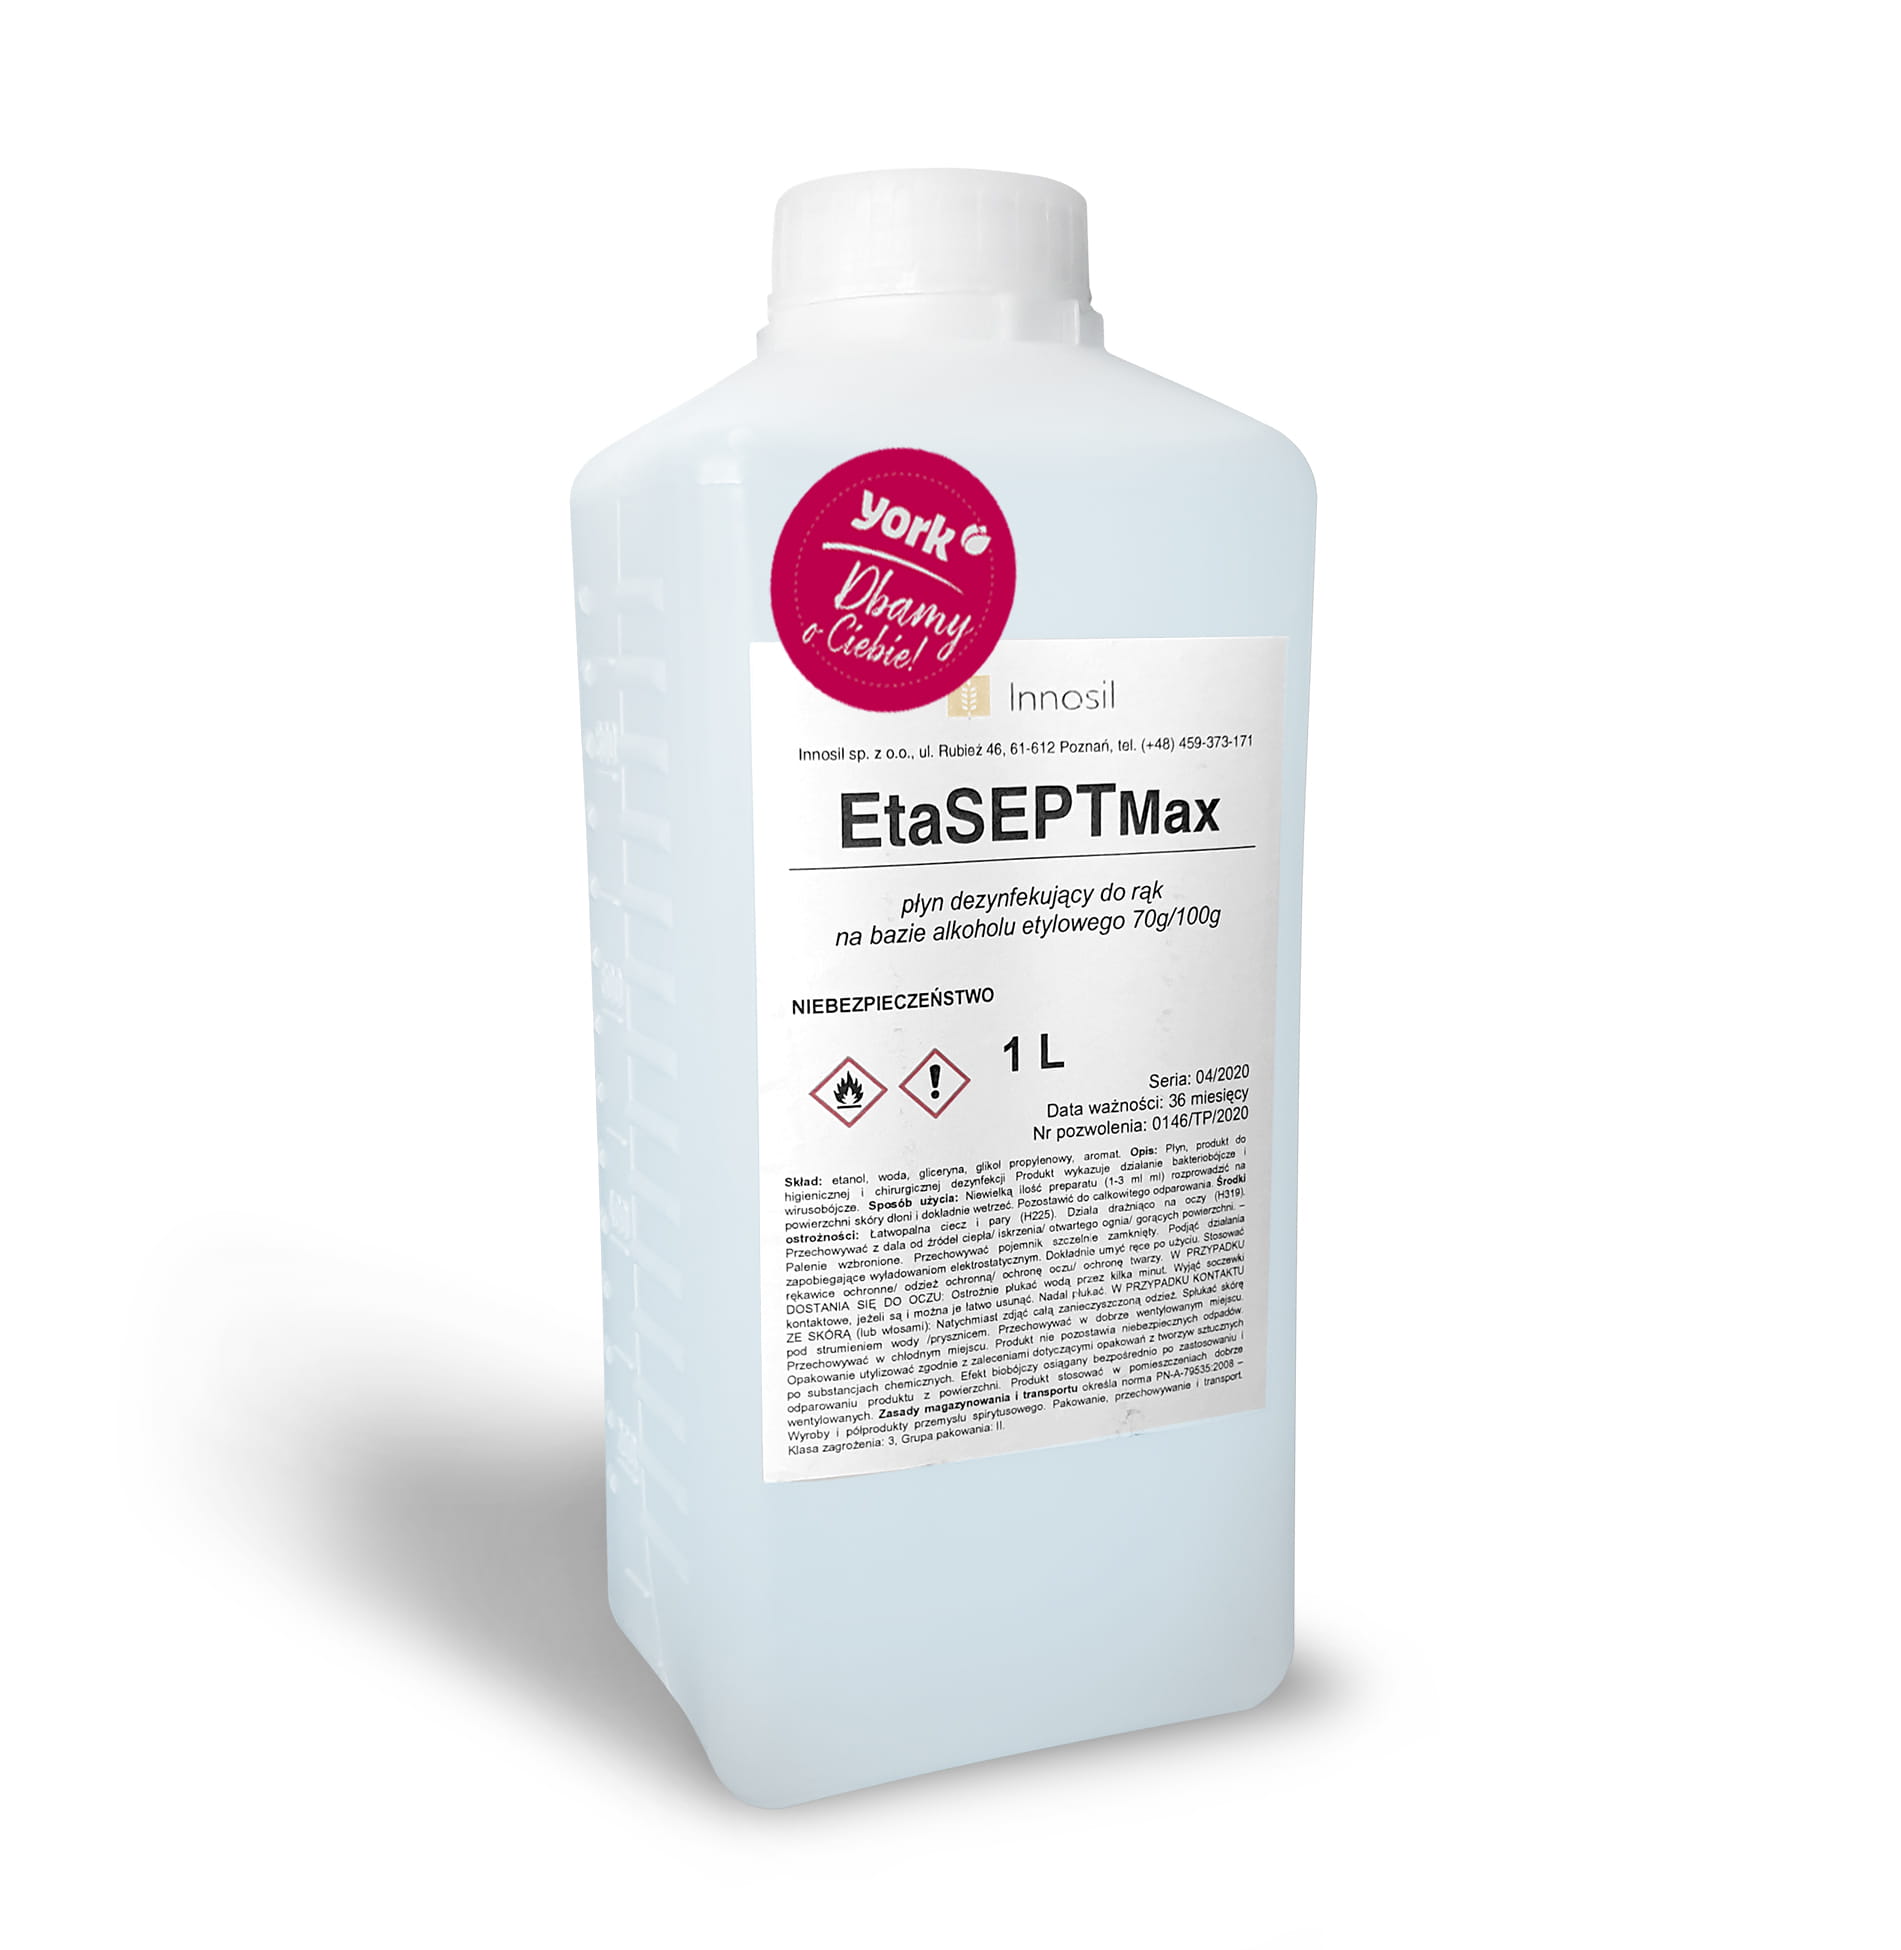 york
Dbamy
o Ciebie!
Innosil
Innosil sp. z o.o., ul. Rubież 46, 61-612 Poznań, tel. (+48) 459-373-171
EtaSEPTMax
płyn dezynfekujący do rąk
na bazie alkoholu etylowego 70g/100g
NIEBEZPIECZEŃSTWO
1 L
Seria: 04/2020
Data ważności: 36 miesięcy
Nr pozwolenia: 0146/TP/2020
Skład: etanol, woda, gliceryna, glikol propylenowy, aromat. Opis: Płyn, produkt do
higienicznej i chirurgicznej dezynfekcji Produkt wykazuje działanie bakteriobójcze i
wirusobójcze. Sposób użycia: Niewielką ilość preparatu (1-3 ml ml) rozprowadzić na
powierzchni skóry dłoni i dokładnie wetrzeć. Pozostawić do całkowitego odparowania. Środki
ostrożności: Łatwopalna ciecz i pary (H225). Działa drażniąco na oczy (H319).
Przechowywać z dala od źródeł ciepła/ iskrzenia/ otwartego ognia/ gorących powierzchni. –
Palenie wzbronione. Przechowywać pojemnik szczelnie zamknięty. Podjąć działania
zapobiegające wyładowaniom elektrostatycznym. Dokładnie umyć ręce po użyciu. Stosować
rękawice ochronne/ odzież ochronną/ ochronę oczu/ ochronę twarzy. W PRZYPADKU
DOSTANIA SIĘ DO OCZU: Ostrożnie płukać wodą przez kilka minut. Wyjąć soczewki
kontaktowe, jeżeli są i można je łatwo usunąć. Nadal płukać. W PRZYPADKU KONTAKTU
ZE SKÓRĄ (lub włosami): Natychmiast zdjąć całą zanieczyszczoną odzież. Spłukać skórę
pod strumieniem wody /prysznicem. Przechowywać w dobrze wentylowanym miejscu.
Przechowywać w chłodnym miejscu. Produkt nie pozostawia niebezpiecznych odpadów.
Opakowanie utylizować zgodnie z zaleceniami dotyczącymi opakowań z tworzyw sztucznych
po substancjach chemicznych. Efekt biobójczy osiągany bezpośrednio po zastosowaniu i
odparowaniu produktu z powierzchni. Produkt stosować w pomieszczeniach dobrze
wentylowanych. Zasady magazynowania i transportu określa norma PN-A-79535:2008 –
Wyroby i półprodukty przemysłu spirytusowego. Pakowanie, przechowywanie i transport.
Klasa zagrożenia: 3, Grupa pakowania: II.